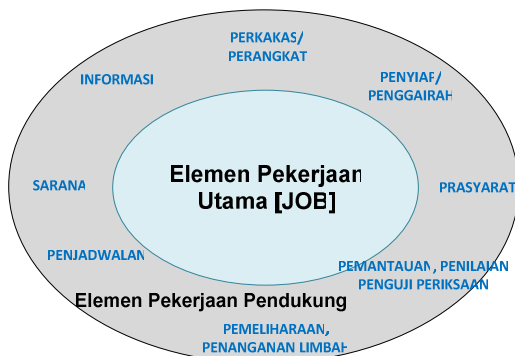 PERKAKAS/
PERANGKAT
INFORMASI
PENYIAP/
PENGGAIRAH
Elemen Pekerjaan
Utama [JOB]
SARANA
PRASYARAT
PENJADWALAN
PEMANTAUAN, PENILAIAN
PENGUJI PERIKSAAN
Elemen Pekerjaan Pendukung
PEMELIHARAAN,
PENANGANAN LIMBAH